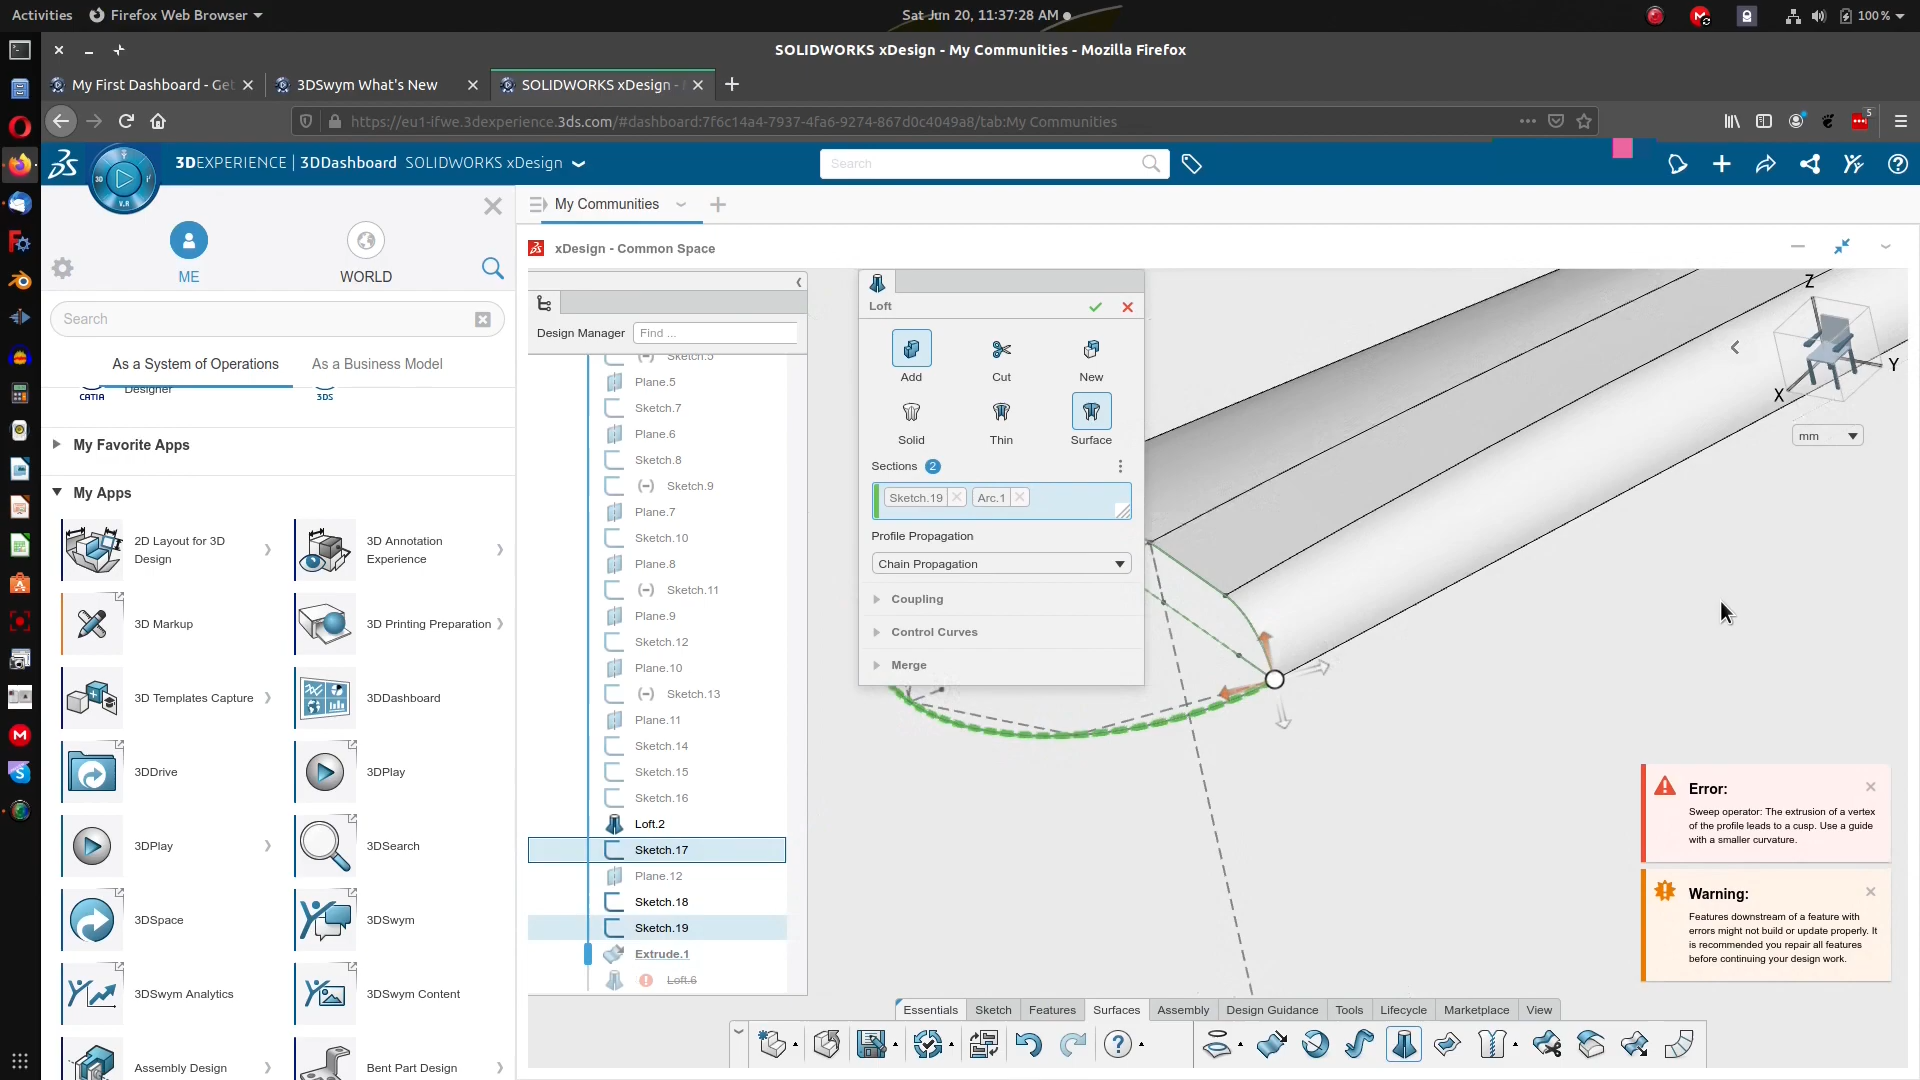 Activities
Firefox Web Browser
Sat Jun 20, 11:37:28 AM
100 %
SOLIDWORKS xDesign - My Communities - Mozilla Firefox
My First Dashboard - Get
3DSwym What's New
SOLIDWORKS xDesign -
https://eu1-ifwe.3dexperience.3ds.com/#dashboard:7f6c14a4-7937-4fa6-9274-867d0c4049a8/tab:My Communities
5
3DEXPERIENCE | 3DDashboard SOLIDWORKS xDesign
Search
3D
V.R
My Communities
ME
WORLD
Search
As a System of Operations
As a Business Model
Designer
CATIA
3DS
My Favorite Apps
My Apps
2D Layout for 3D
Design
3D Annotation
Experience
3D Markup
3D Printing Preparation
3D Templates Capture
3DDashboard
3DDrive
3DPlay
3DPlay
3DSearch
3DSpace
3DSwym
3DSwym Analytics
3DSwym Content
Assembly Design
Bent Part Design
xDesign - Common Space
Design Manager
Find ...
Sketch.5
Plane.5
Sketch.7
Plane.6
Sketch.8
Sketch.9
Plane.7
Sketch.10
Plane.8
Sketch.11
Plane.9
Sketch.12
Plane.10
Sketch.13
Plane.11
Sketch.14
Sketch.15
Sketch.16
Loft.2
Sketch.17
Plane.12
Sketch.18
Sketch.19
Extrude.1
Loft.6
Loft
Add
Cut
New
Solid
Thin
Surface
Sections 2
Sketch.19
Arc.1
Profile Propagation
Chain Propagation
Coupling
Control Curves
Merge
Z
Y
X
mm
Error:
Sweep operator: The extrusion of a vertex
of the profile leads to a cusp. Use a guide
with a smaller curvature.
Warning:
Features downstream of a feature with
errors might not build or update properly. It
is recommended you repair all features
before continuing your design work.
Essentials
Sketch
Features
Surfaces
Assembly
Design Guidance
Tools
Lifecycle
Marketplace
View